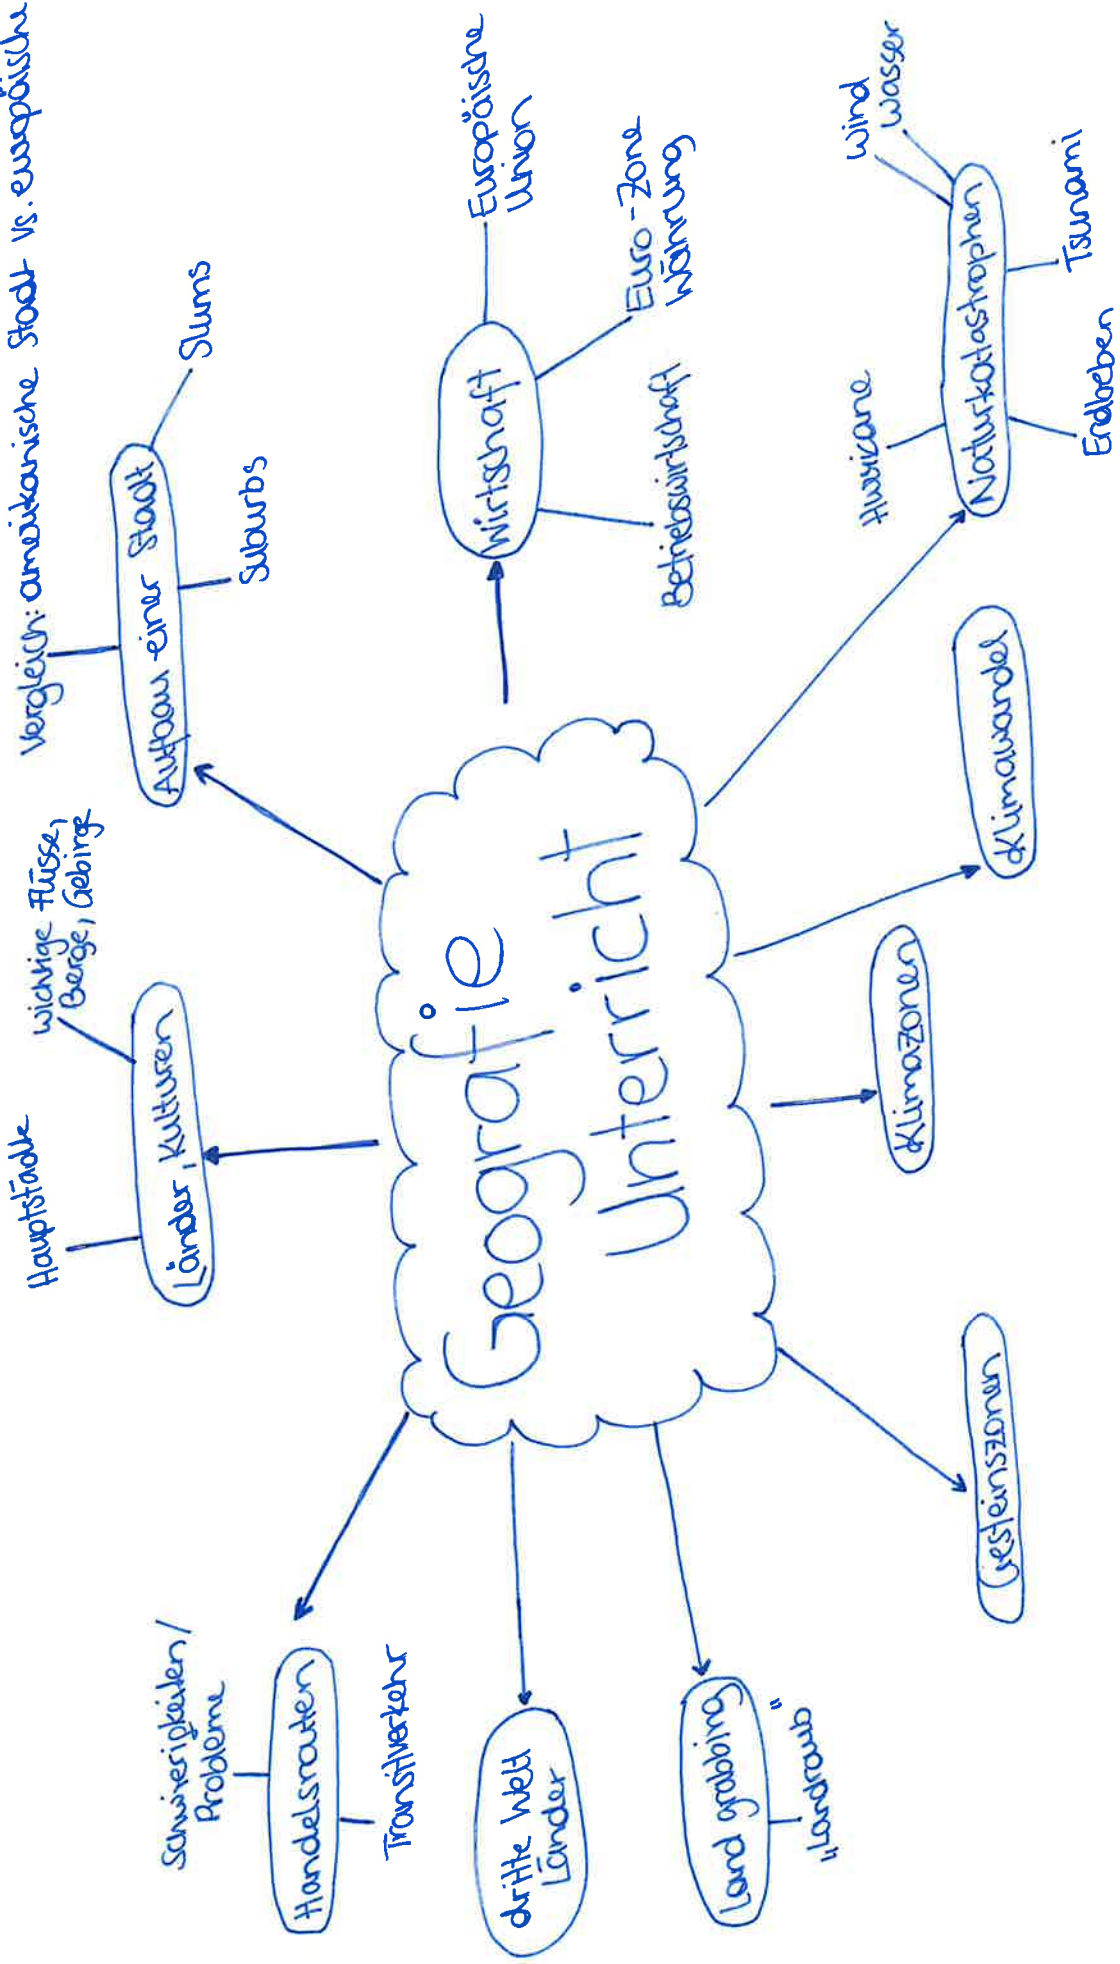 Vergleich: amerikanische Stadt vs. europäische
Aufbau einer Stadt
Slums
Suburbs
wichtige Flüsse,
Berge, Gebirge
Hauptstädte
Länder, Kulturen
Schwierigkeiten/
Probleme
Handelsrouten
Transitverkehr
Geografie
Unterricht
Wirtschaft
Europäische
Union
Euro-Zone
Währung
Betriebswirtschaft
dritte Welt
Länder
Land grabbing
"Landraub"
Gesteinszonen
Klimazonen
Klimawandel
Naturkatastrophen
Hurricane
Wind
Wasser
Erdbeben
Tsunami